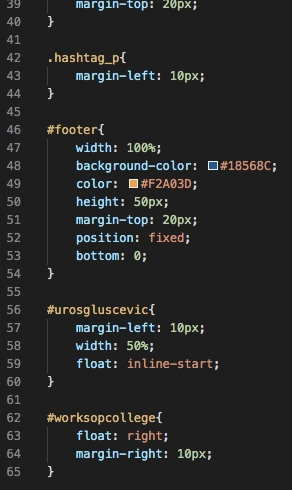 39 margin-top: 20px;
40 }
41
42 .hashtag_p{
43 margin-left: 10px;
44 }
45
46 #footer{
47 width: 100%;
48 background-color: #18568C;
49 color: #F2A03D;
50 height: 50px;
51 margin-top: 20px;
52 position: fixed;
53 bottom: 0;
54 }
55
56 #urosgluscevic{
57 margin-left: 10px;
58 width: 50%;
59 float: inline-start;
60 }
61
62 #worksopcollege{
63 float: right;
64 margin-right: 10px;
65 }